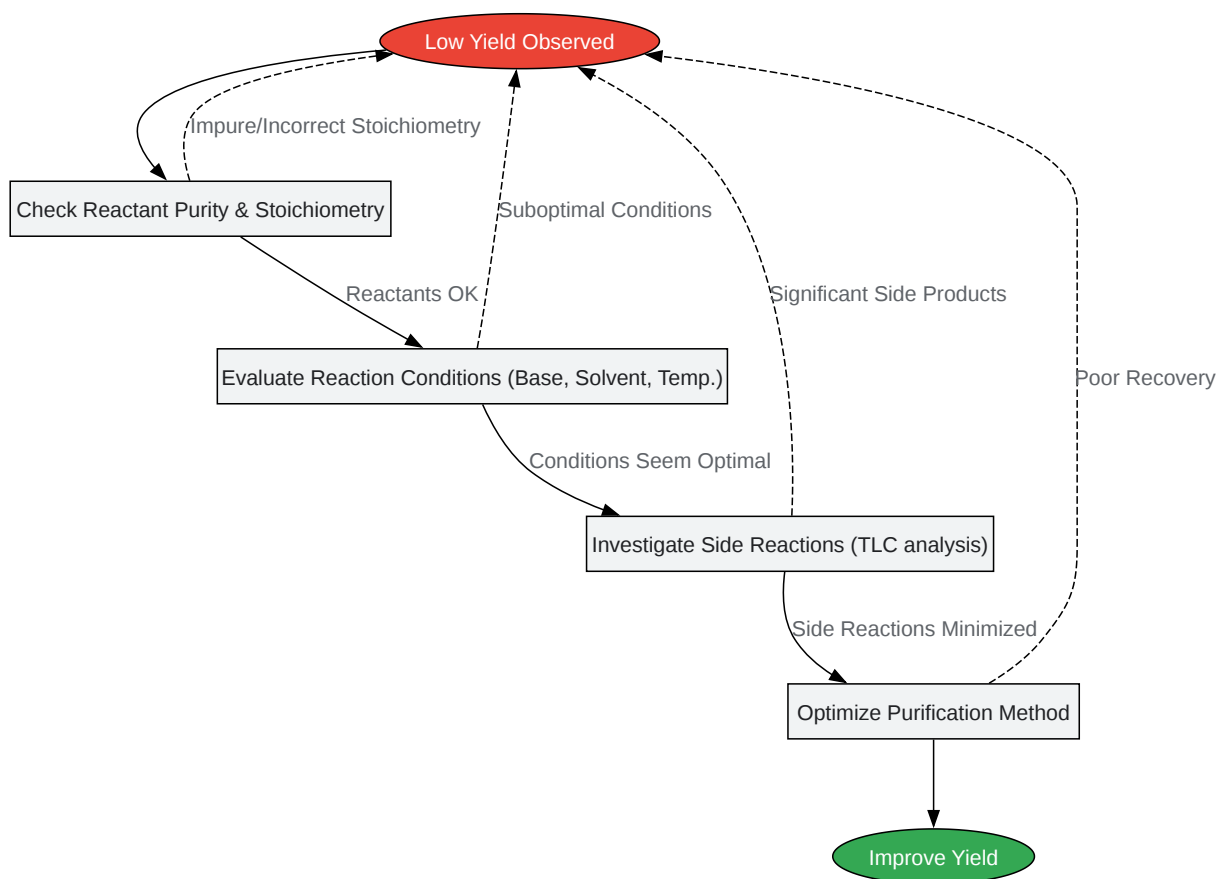 Low Yield Observed
Impure/Incorrect Stoichiometry
Check Reactant Purity & Stoichiometry
Suboptimal Conditions
Reactants OK
Significant Side Products
Evaluate Reaction Conditions (Base, Solvent, Temp.)
Poor Recovery
Conditions Seem Optimal
Investigate Side Reactions (TLC analysis)
Side Reactions Minimized
Optimize Purification Method
Improve Yield